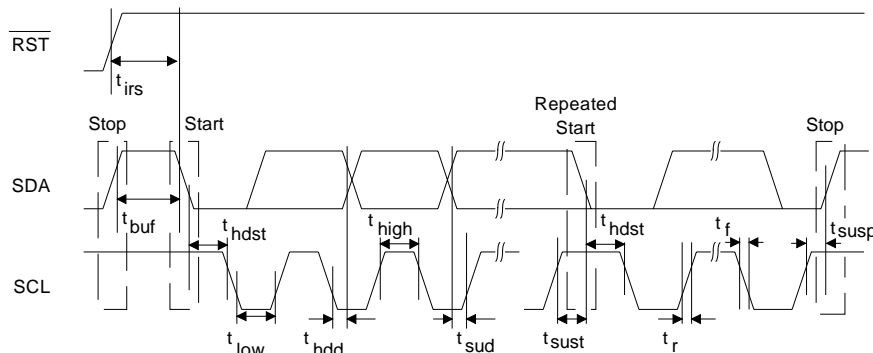 RST
t irs
Repeated
Stop Start Start Stop
SDA
t buf t hdst t high t hdst t f t susp
SCL
t low t hdd t sud t sust t r